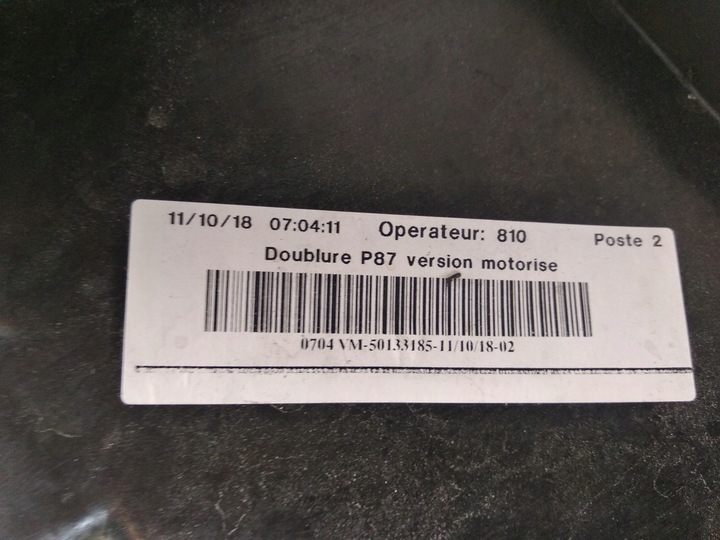 11/10/18 07:04:11 Operateur: 810 Poste 2
Doublure P87 version motorise
0704 VM-50133185-11/10/18-02